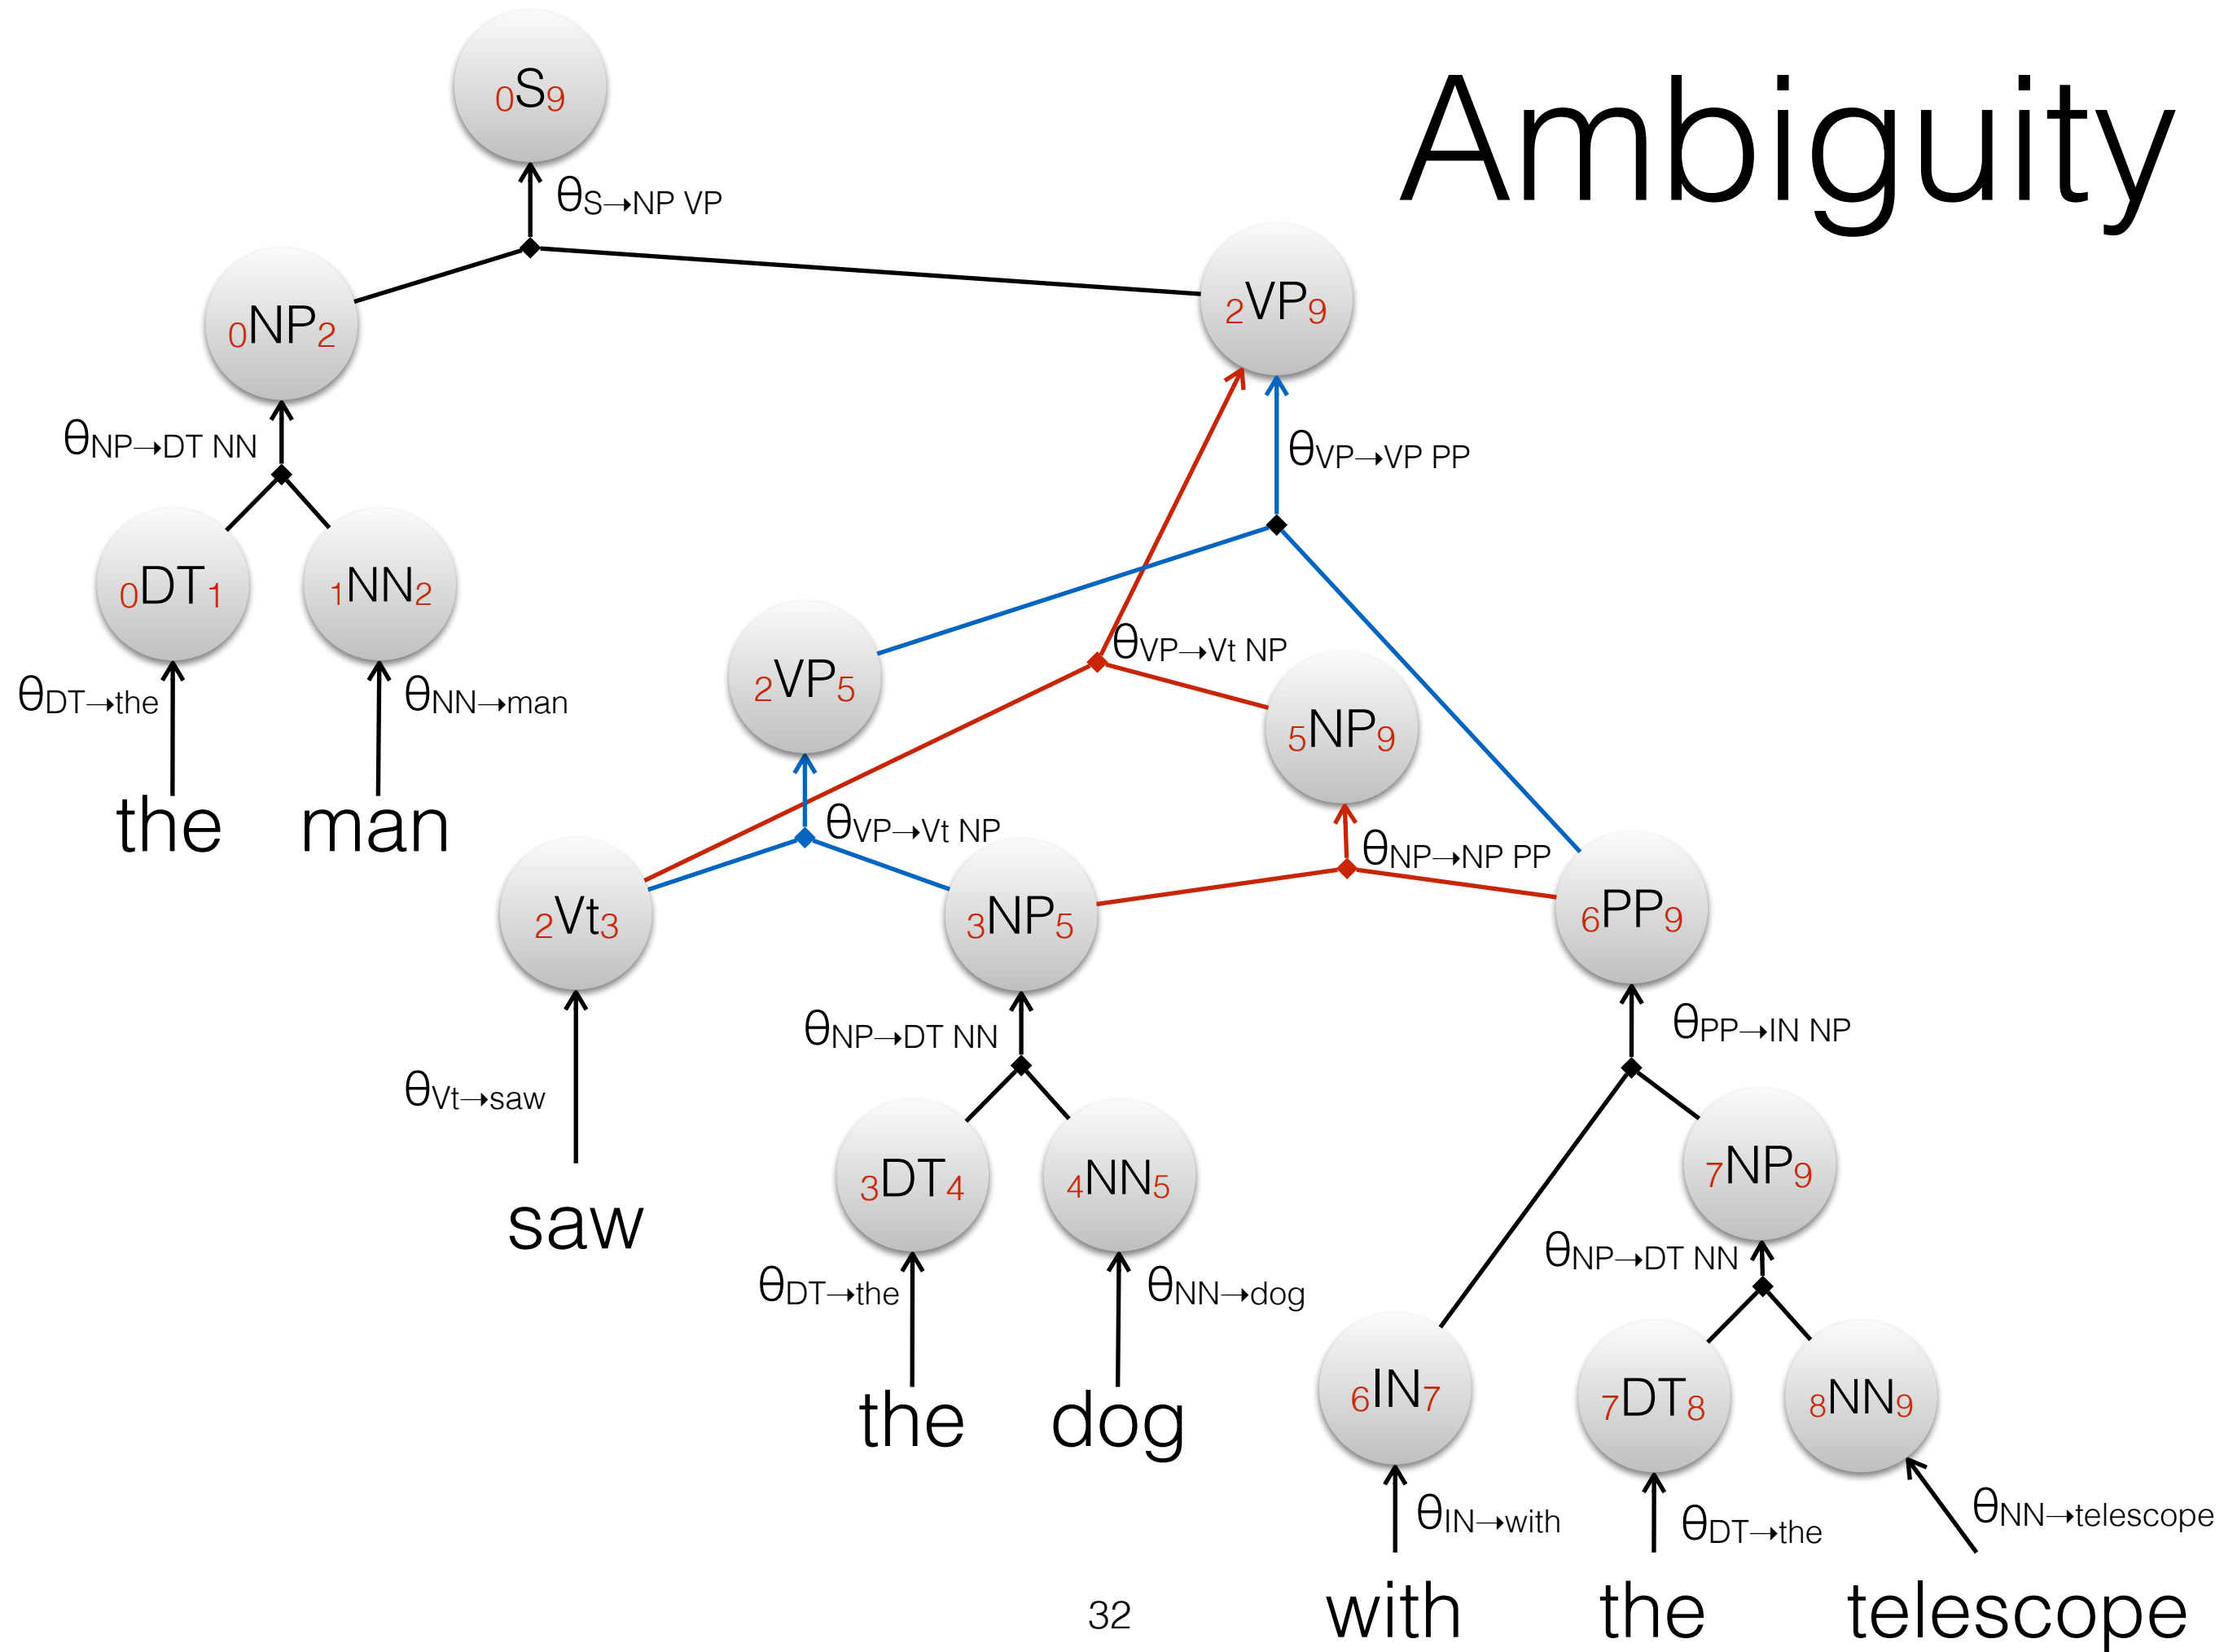 Ambiguity
0S9
θS→NP VP
0NP2
2VP9
θNP→DT NN
θVP→VP PP
0DT1
1NN2
θVP→Vt NP
2VP5
5NP9
θDT→the
θNN→man
the man
θVP→Vt NP
θNP→NP PP
2Vt3
3NP5
6PP9
θNP→DT NN
θPP→IN NP
θVt→saw
3DT4
4NN5
7NP9
saw
θNP→DT NN
θDT→the
θNN→dog
the dog
6IN7
7DT8
8NN9
θIN→with
θDT→the
θNN→telescope
with the telescope
32